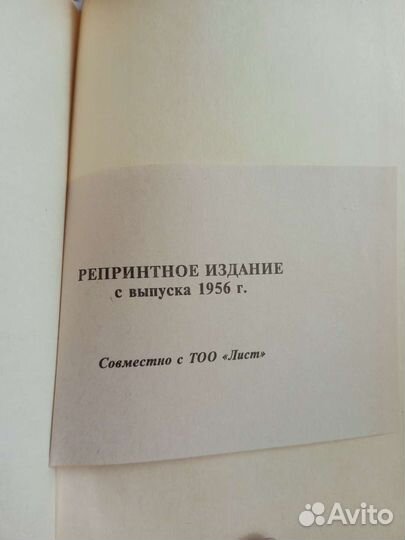 РЕПРИНТНОЕ ИЗДАНИЕ
с выпуска 1956 г.
Совместно с ТОО «Лист»
Avito